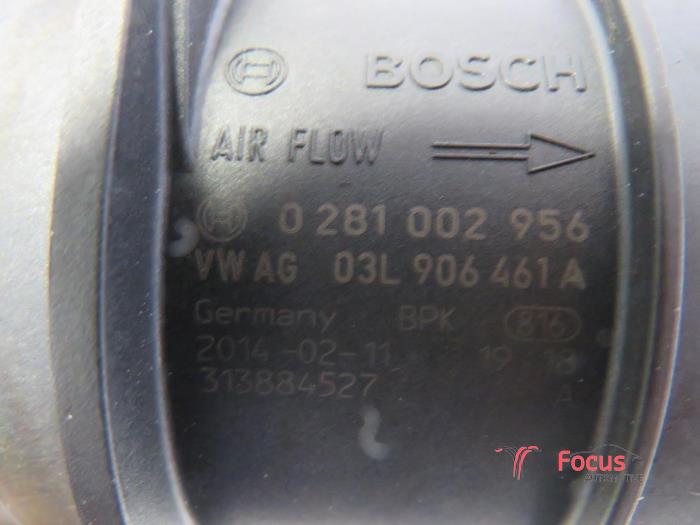 BOSCH
AIR FLOW
0 281 002 956
VW AG 03L 906 461 A
Germany BPK 816
2014-02-11 19 18
313884527 A
Focus
AUTOMOTIVE